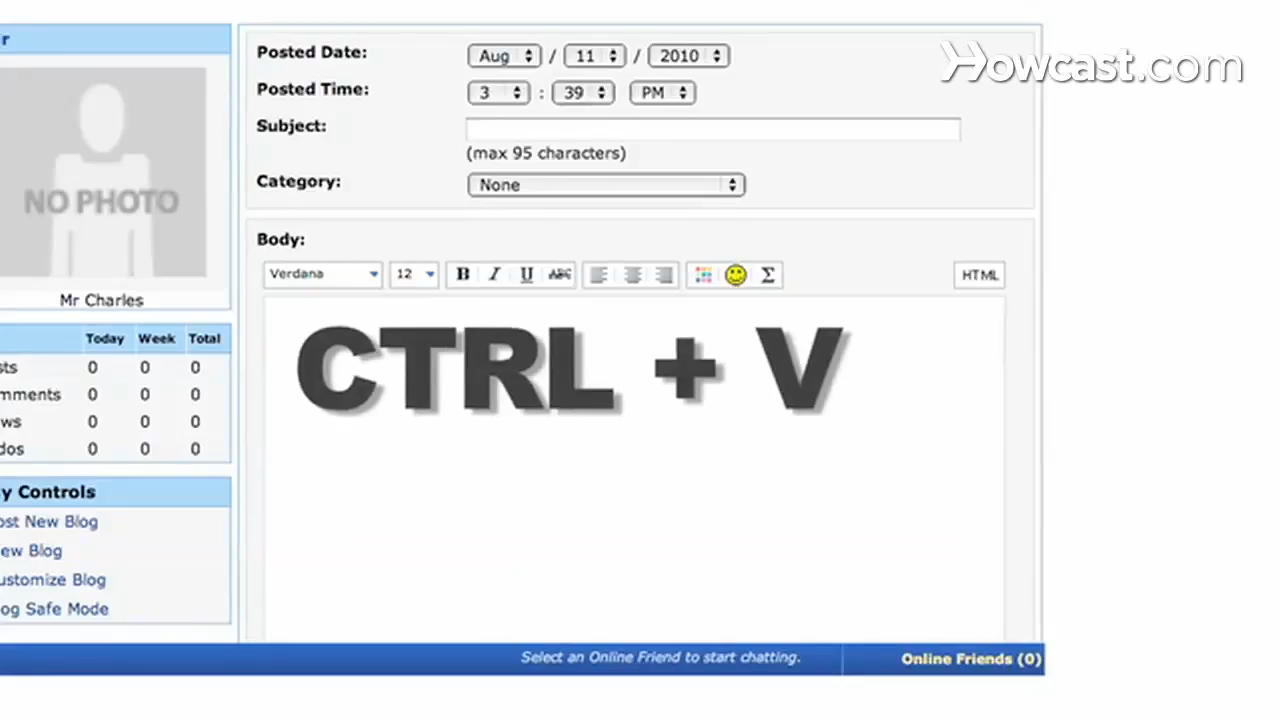 Howcast.com
r
NO PHOTO
Mr Charles
Today Week Total
sts 0 0 0
mments 0 0 0
ws 0 0 0
dos 0 0 0
y Controls
ost New Blog
ew Blog
ustomize Blog
og Safe Mode
Posted Date: Aug / 11 / 2010
Posted Time: 3 : 39 PM
Subject:
(max 95 characters)
Category: None
Body:
Verdana 12 B I U ABC Σ HTML
CTRL + V
Select an Online Friend to start chatting. Online Friends (0)